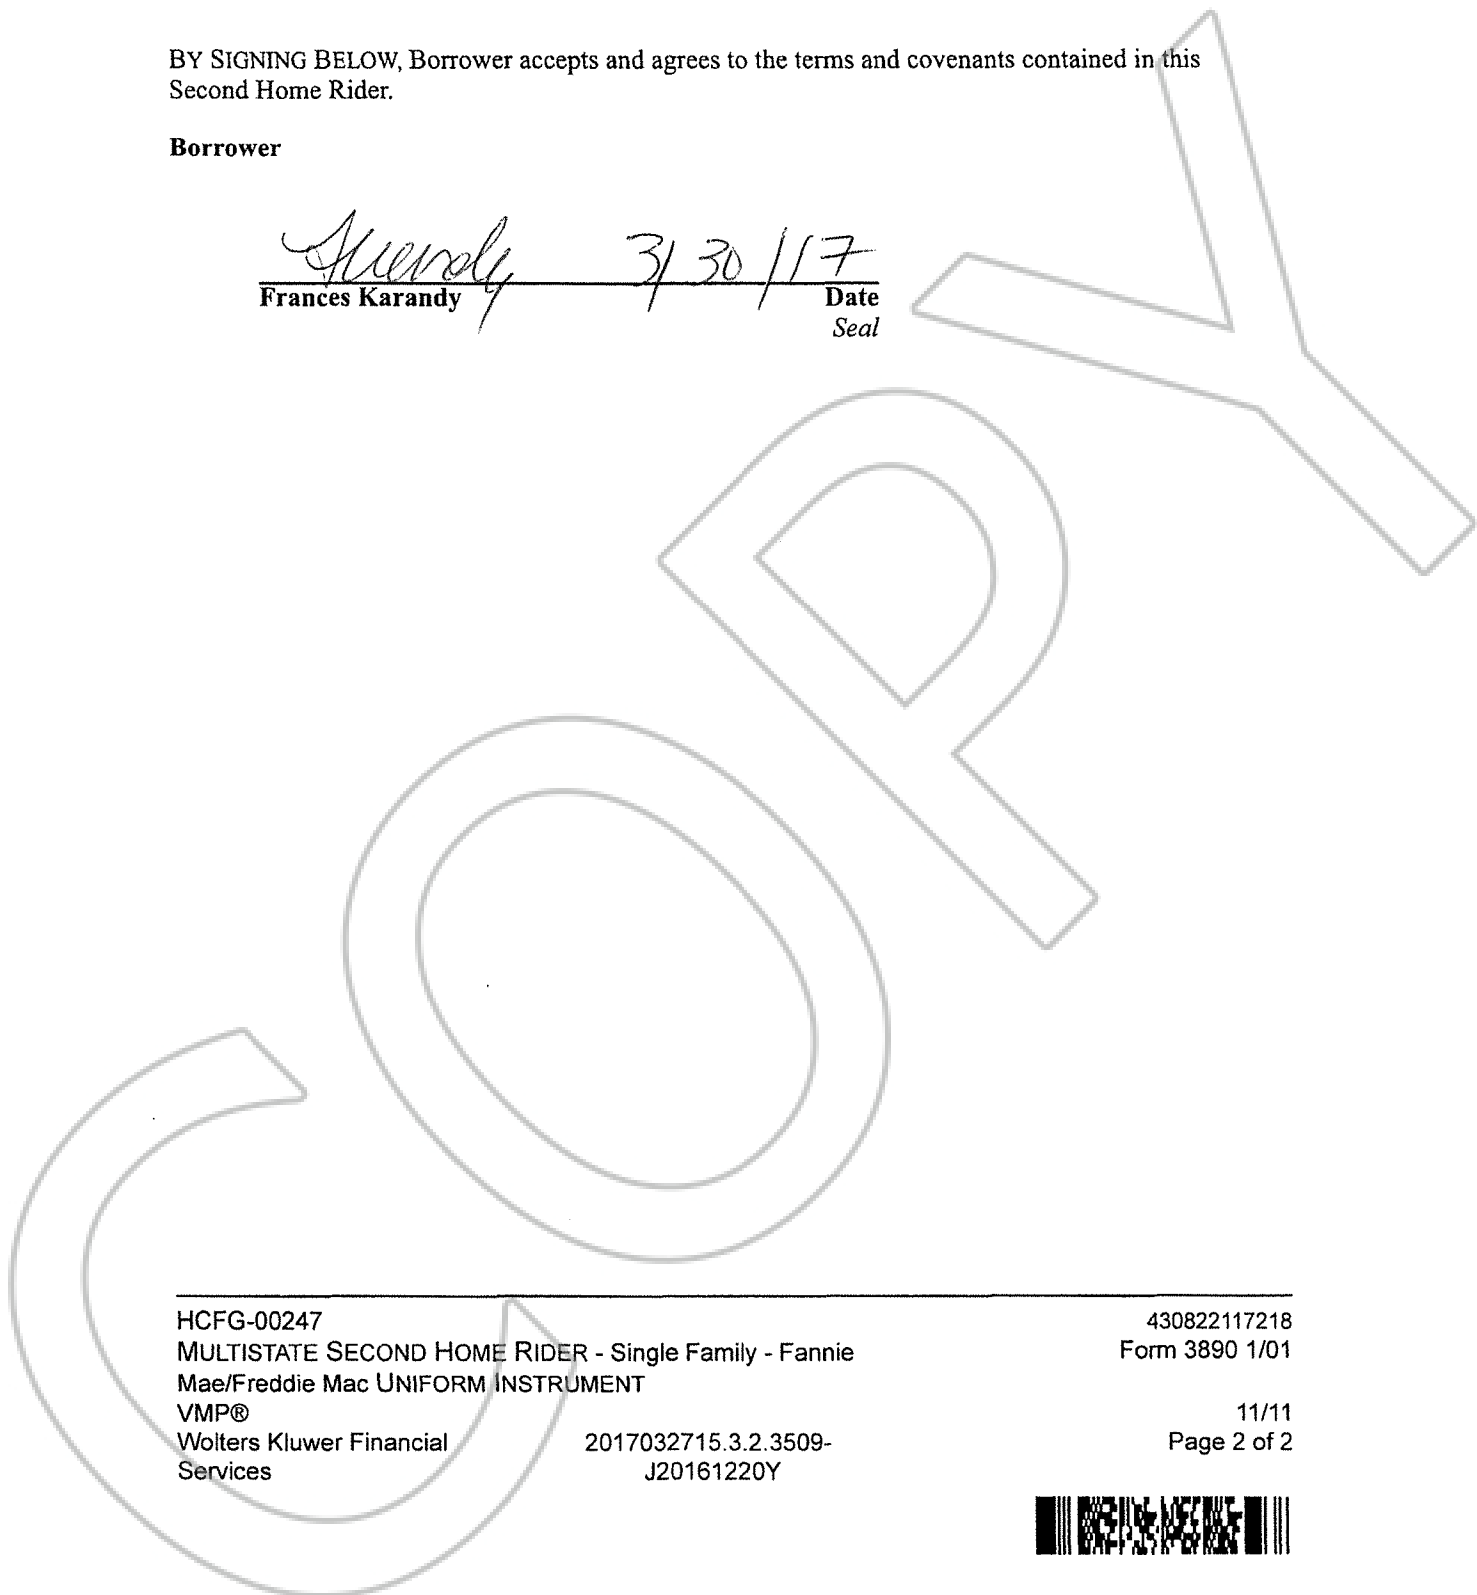 BY SIGNING BELOW, Borrower accepts and agrees to the terms and covenants contained in this
Second Home Rider.
Borrower
3/30/17
Frances Karandy Date
Seal
COPY
HCFG-00247 430822117218
MULTISTATE SECOND HOME RIDER - Single Family - Fannie Form 3890 1/01
Mae/Freddie Mac UNIFORM INSTRUMENT
VMP® 11/11
Wolters Kluwer Financial 2017032715.3.2.3509- Page 2 of 2
Services J20161220Y